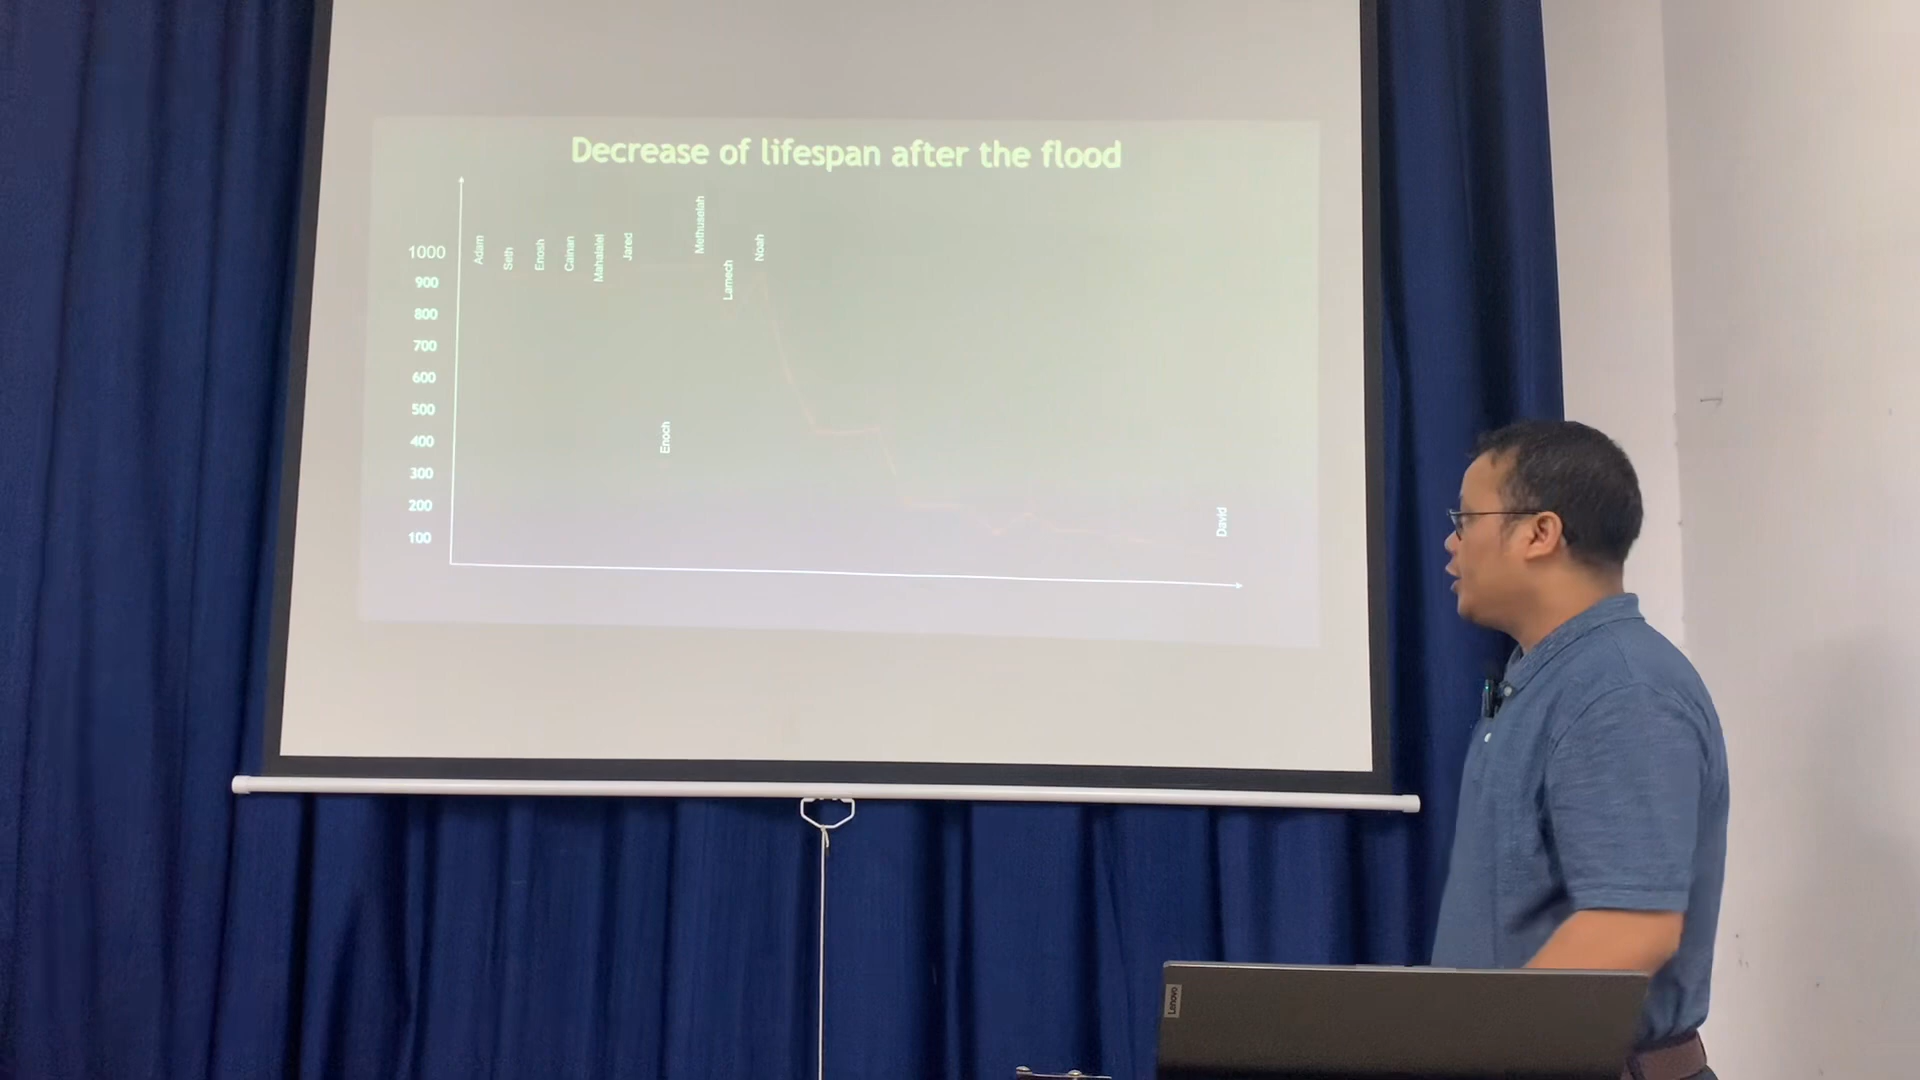 Decrease of lifespan after the flood
1000
900
800
700
600
500
400
300
200
100
Adam
Seth
Enosh
Cainan
Mahalalel
Jared
Enoch
Methuselah
Lamech
Noah
David
Lenovo